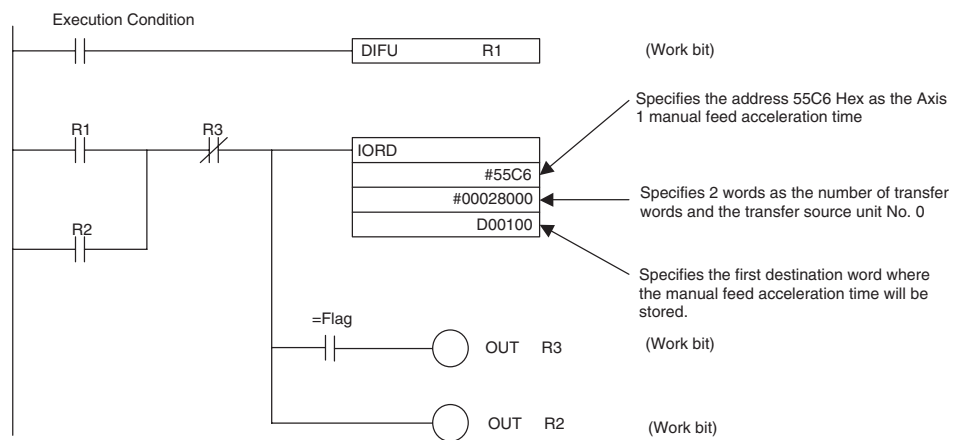 Execution Condition
DIFU R1
(Work bit)
Specifies the address 55C6 Hex as the Axis
1 manual feed acceleration time
R1
R3
IORD
#55C6
#00028000
D00100
Specifies 2 words as the number of transfer
words and the transfer source unit No. 0
R2
Specifies the first destination word where
the manual feed acceleration time will be
stored.
=Flag
OUT R3
(Work bit)
OUT R2
(Work bit)